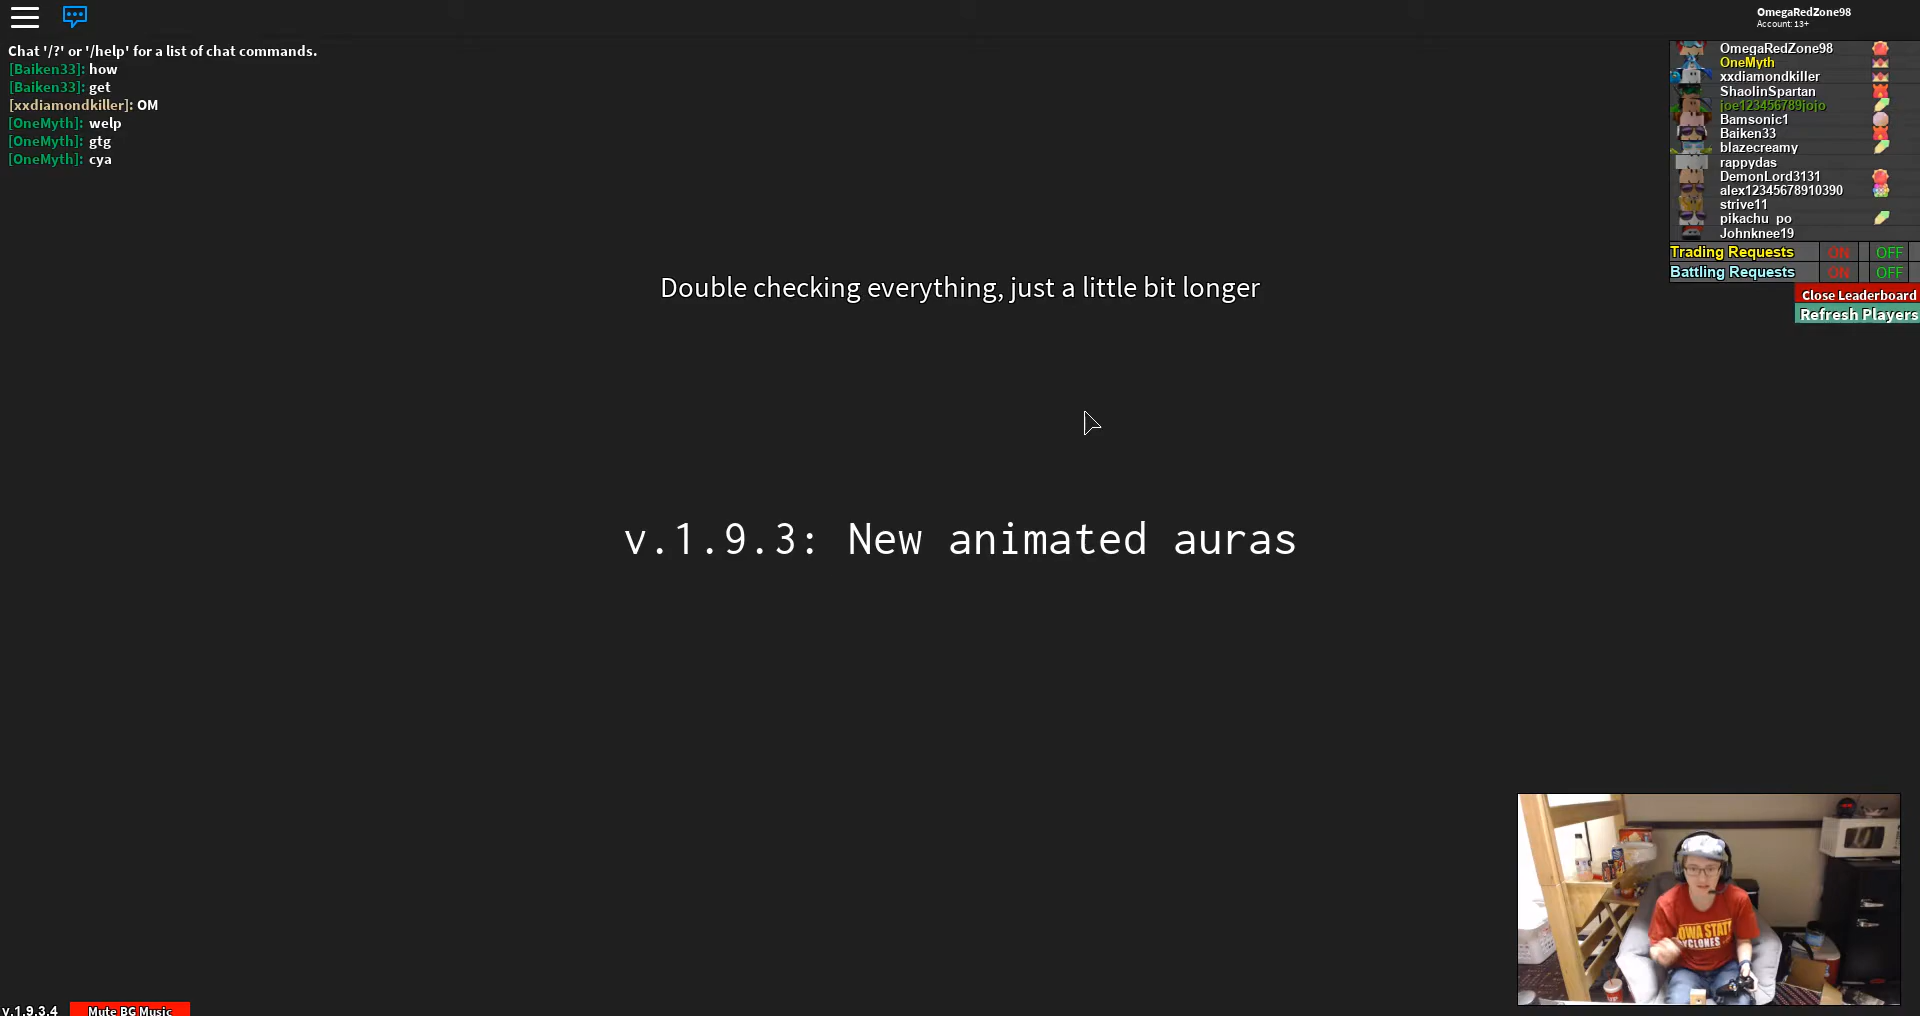 OmegaRedZone98
Account: 13+
Chat '/?' or '/help' for a list of chat commands.
[Baiken33]: how
[Baiken33]: get
[xxdiamondkiller]: OM
[OneMyth]: welp
[OneMyth]: gtg
[OneMyth]: cya
OmegaRedZone98
OneMyth
xxdiamondkiller
ShaolinSpartan
joe123456789jojo
Bamsonic1
Baiken33
blazecreamy
rappydas
DemonLord3131
alex12345678910390
strive11
pikachu_po
Johnknee19
Trading Requests ON OFF
Battling Requests ON OFF
Close Leaderboard
Refresh Players
Double checking everything, just a little bit longer
v.1.9.3: New animated auras
IOWA STATE
CYCLONES
v.1.9.3.4 Mute BG Music